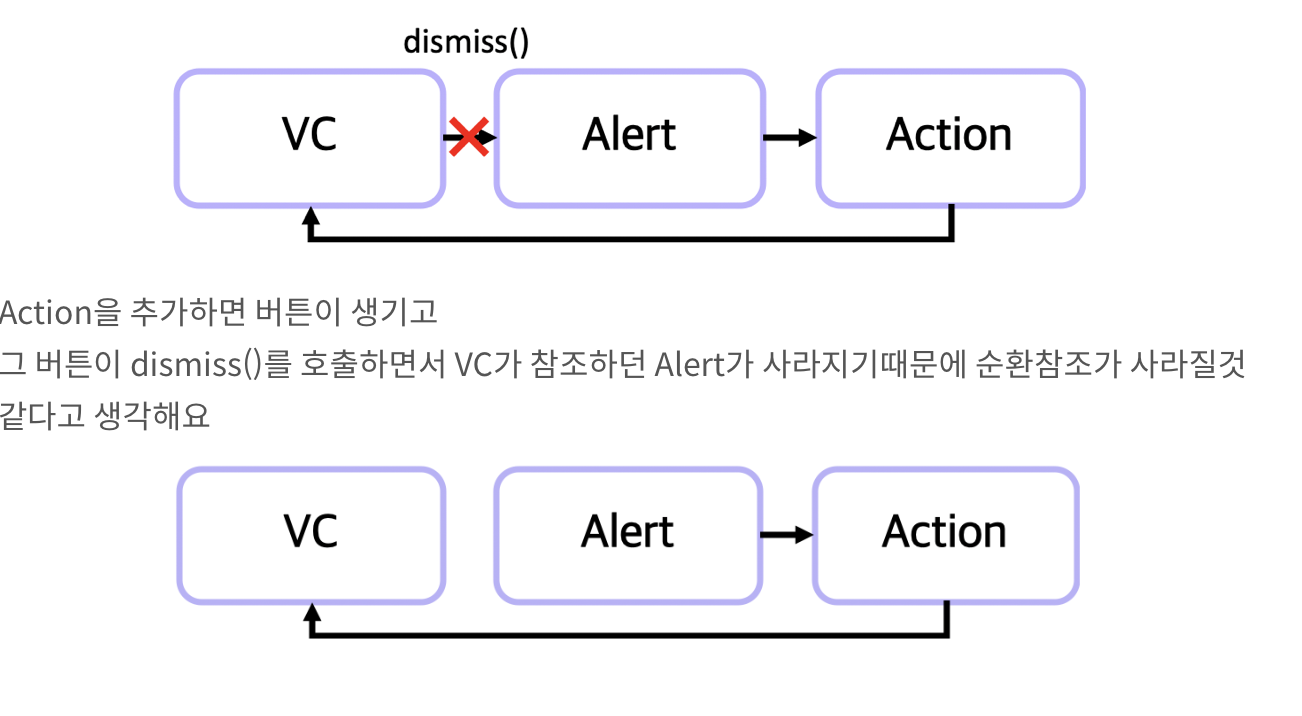 dismiss()
VC Alert Action
Action을 추가하면 버튼이 생기고
그 버튼이 dismiss()를 호출하면서 VC가 참조하던 Alert가 사라지기때문에 순환참조가 사라질것
같다고 생각해요
VC Alert Action